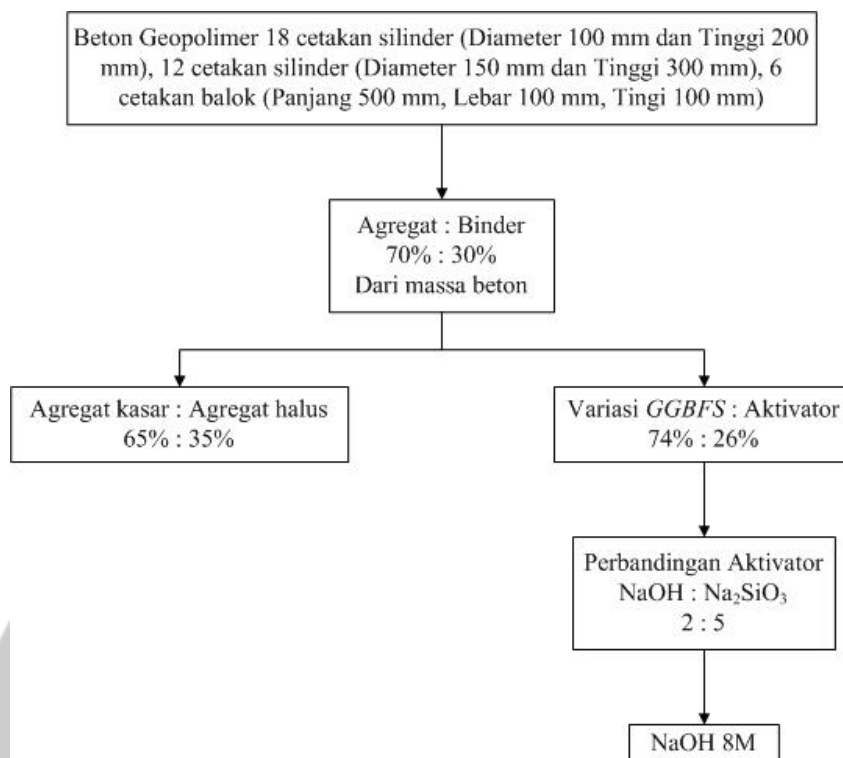 Beton Geopolimer 18 cetakan silinder (Diameter 100 mm dan Tinggi 200
mm), 12 cetakan silinder (Diameter 150 mm dan Tinggi 300 mm), 6
cetakan balok (Panjang 500 mm, Lebar 100 mm, Tingi 100 mm)
Agregat : Binder
70% : 30%
Dari massa beton
Agregat kasar : Agregat halus
65% : 35%
Variasi GGBFS : Aktivator
74% : 26%
Perbandingan Aktivator
NaOH : Na₂SiO₃
2 : 5
NaOH 8M